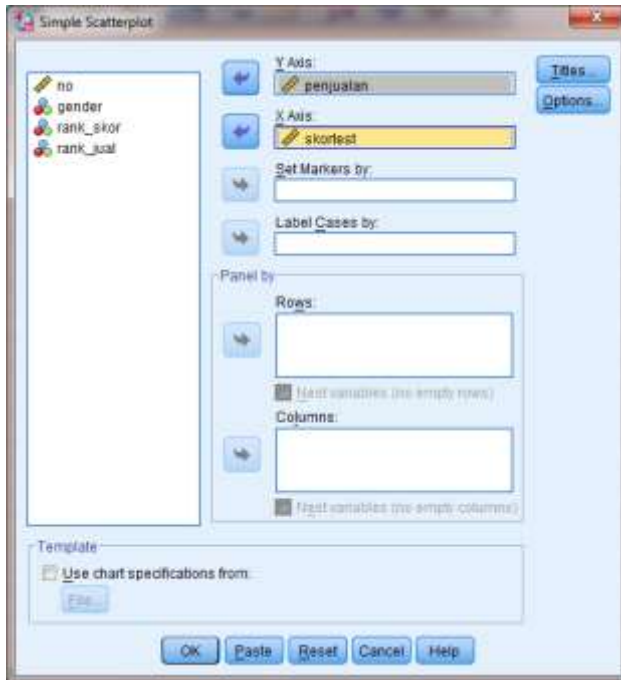 Simple Scatterplot
no
gender
rank_skor
rank_jual
Y Axis:
penjualan
X Axis:
skortest
Set Markers by:
Label Cases by:
Panel by
Rows:
Nest variables (no empty rows)
Columns:
Nest variables (no empty columns)
Titles...
Options...
Template
Use chart specifications from:
File...
OK Paste Reset Cancel Help